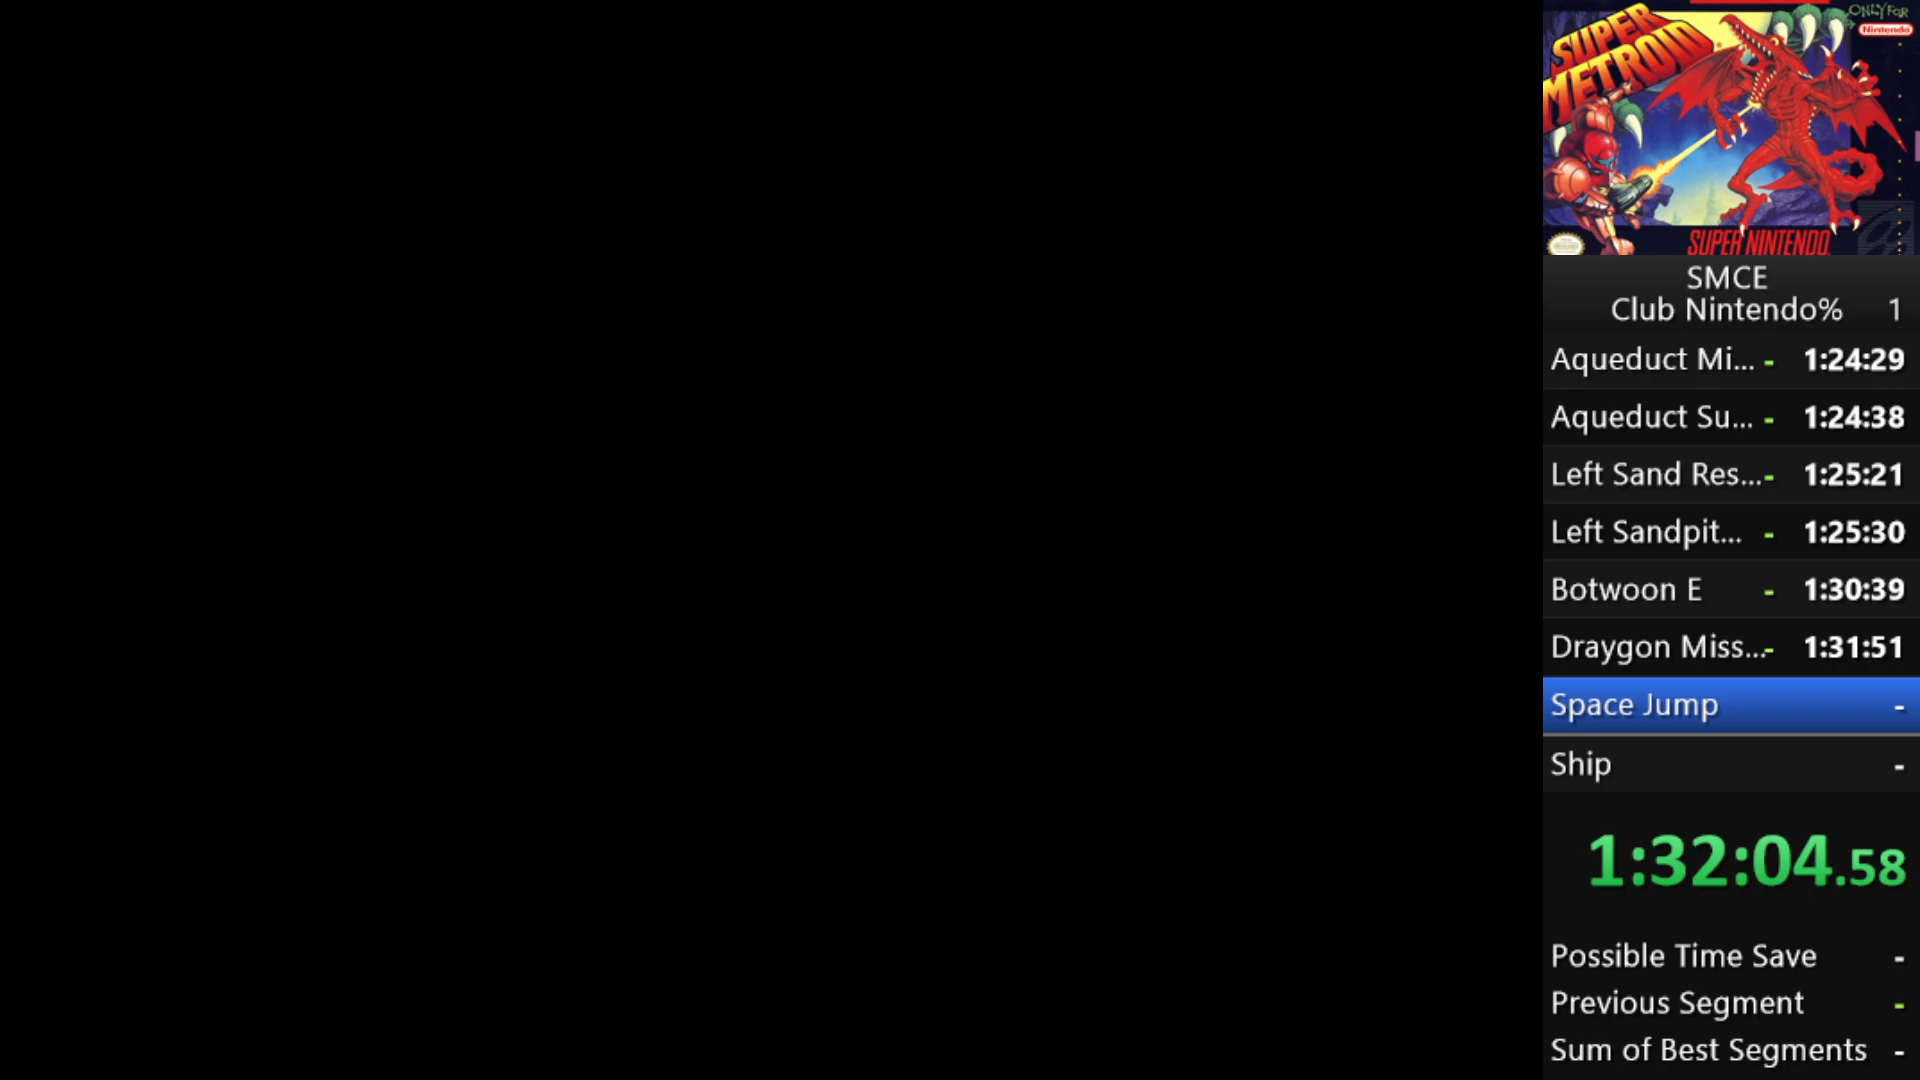 ONLY FOR
Nintendo
SUPER
METROID
SUPER NINTENDO
SMCE
Club Nintendo% 1
Aqueduct Mi... - 1:24:29
Aqueduct Su... - 1:24:38
Left Sand Res...- 1:25:21
Left Sandpit... - 1:25:30
Botwoon E - 1:30:39
Draygon Miss...- 1:31:51
Space Jump -
Ship -
1:32:04.58
Possible Time Save -
Previous Segment -
Sum of Best Segments -